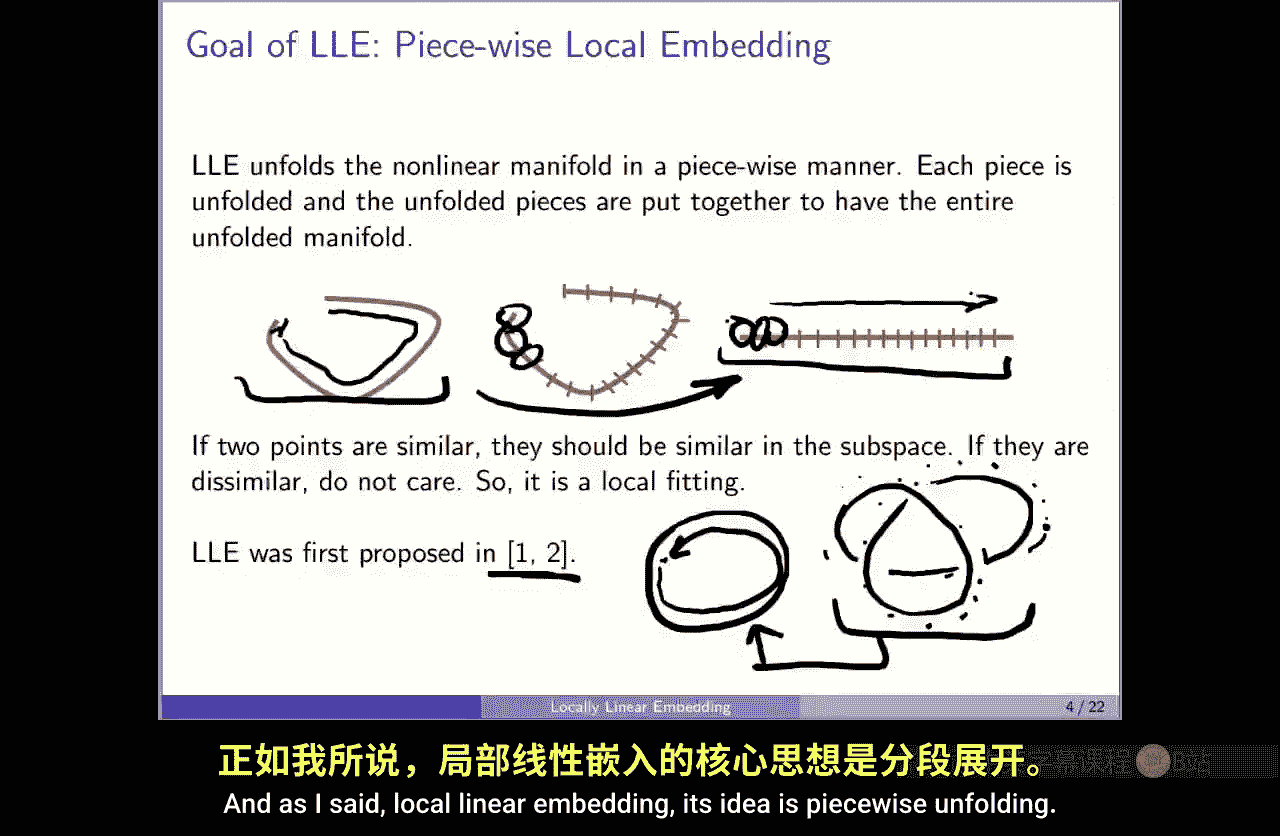 Goal of LLE: Piece-wise Local Embedding
LLE unfolds the nonlinear manifold in a piece-wise manner. Each piece is
unfolded and the unfolded pieces are put together to have the entire
unfolded manifold.
If two points are similar, they should be similar in the subspace. If they are
dissimilar, do not care. So, it is a local fitting.
LLE was first proposed in [1, 2].
Locally Linear Embedding
4 / 22
正如我所说，局部线性嵌入的核心思想是分段展开。
And as I said, local linear embedding, its idea is piecewise unfolding.